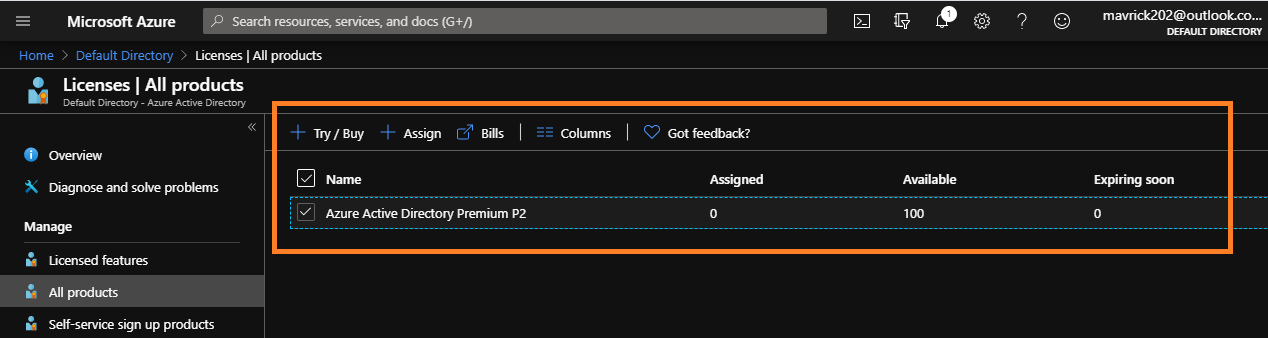 Microsoft Azure
Search resources, services, and docs (G+/)
1
mavrick202@outlook.co...
DEFAULT DIRECTORY
Home > Default Directory > Licenses | All products
Licenses | All products
Default Directory - Azure Active Directory
«
Overview
Diagnose and solve problems
Manage
Licensed features
All products
Self-service sign up products
+ Try / Buy + Assign Bills Columns Got feedback?
Name Assigned Available Expiring soon
Azure Active Directory Premium P2 0 100 0